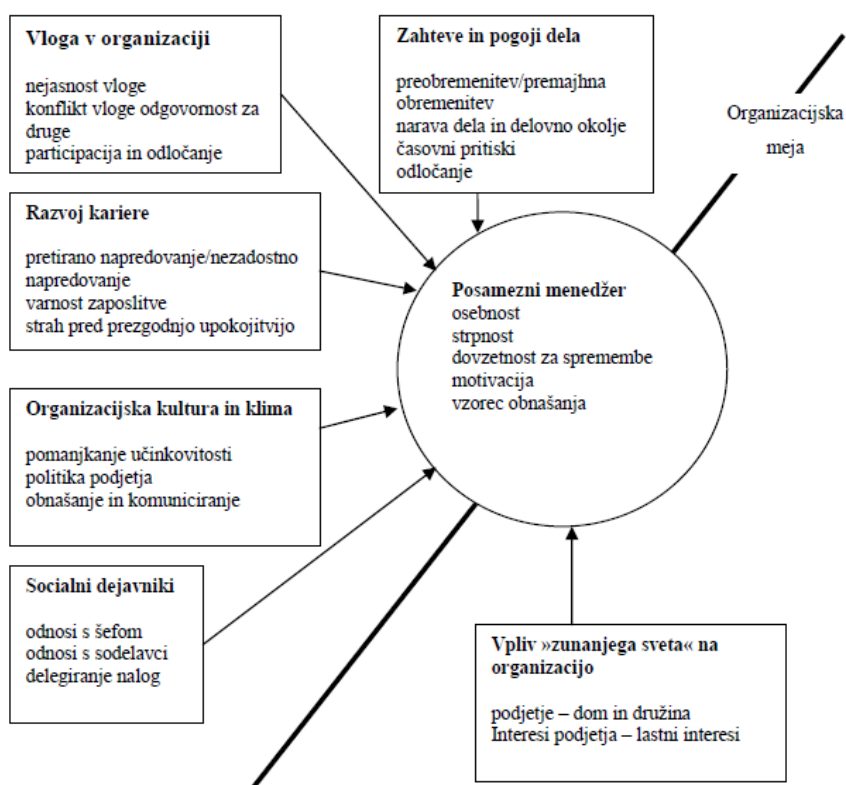 Vloga v organizaciji
nejasnost vloge
konflikt vloge odgovornost za
druge
participacija in odločanje
Zahteve in pogoji dela
preobremenitev/premajhna
obremenitev
narava dela in delovno okolje
časovni pritiski
odločanje
Organizacijska
meja
Razvoj kariere
pretirano napredovanje/nezadostno
napredovanje
varnost zaposlitve
strah pred prezgodnjo upokojitvijo
Posamezni menedžer
osebnost
strpnost
dovzetnost za spremembe
motivacija
vzorec obnašanja
Organizacijska kultura in klima
pomanjkanje učinkovitosti
politika podjetja
obnašanje in komuniciranje
Socialni dejavniki
odnosi s šefom
odnosi s sodelavci
delegiranje nalog
Vpliv »zunanjega sveta« na
organizacijo
podjetje – dom in družina
Interesi podjetja – lastni interesi